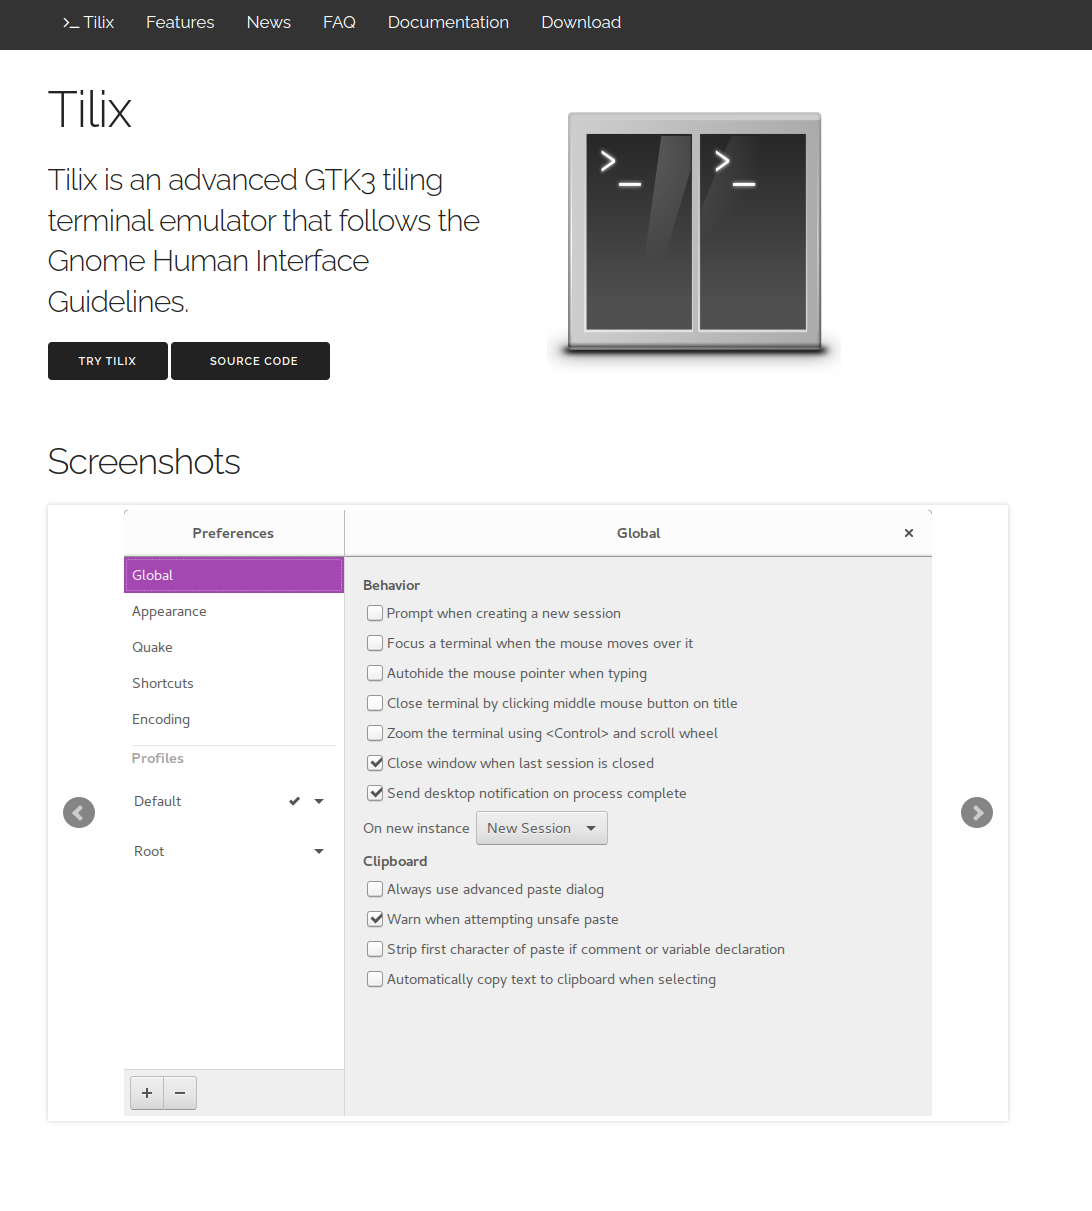 >_ Tilix Features News FAQ Documentation Download
Tilix
Tilix is an advanced GTK3 tiling
terminal emulator that follows the
Gnome Human Interface
Guidelines.
>_ >_
TRY TILIX SOURCE CODE
Screenshots
Preferences Global
Global
Appearance
Quake
Shortcuts
Encoding
Profiles
Default
Root
Behavior
Prompt when creating a new session
Focus a terminal when the mouse moves over it
Autohide the mouse pointer when typing
Close terminal by clicking middle mouse button on title
Zoom the terminal using <Control> and scroll wheel
Close window when last session is closed
Send desktop notification on process complete
On new instance New Session
Clipboard
Always use advanced paste dialog
Warn when attempting unsafe paste
Strip first character of paste if comment or variable declaration
Automatically copy text to clipboard when selecting